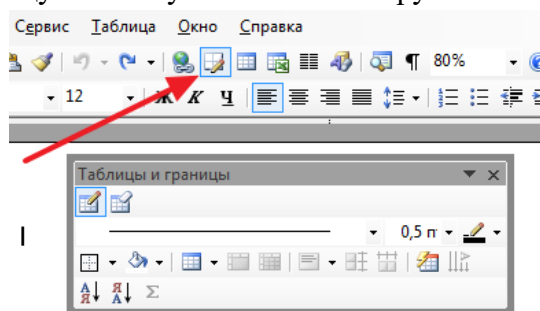 Сервис Таблица Окно Справка
¶ 80%
12 Ж К Ч
Таблицы и границы
0,5 п
А Я Я А Σ